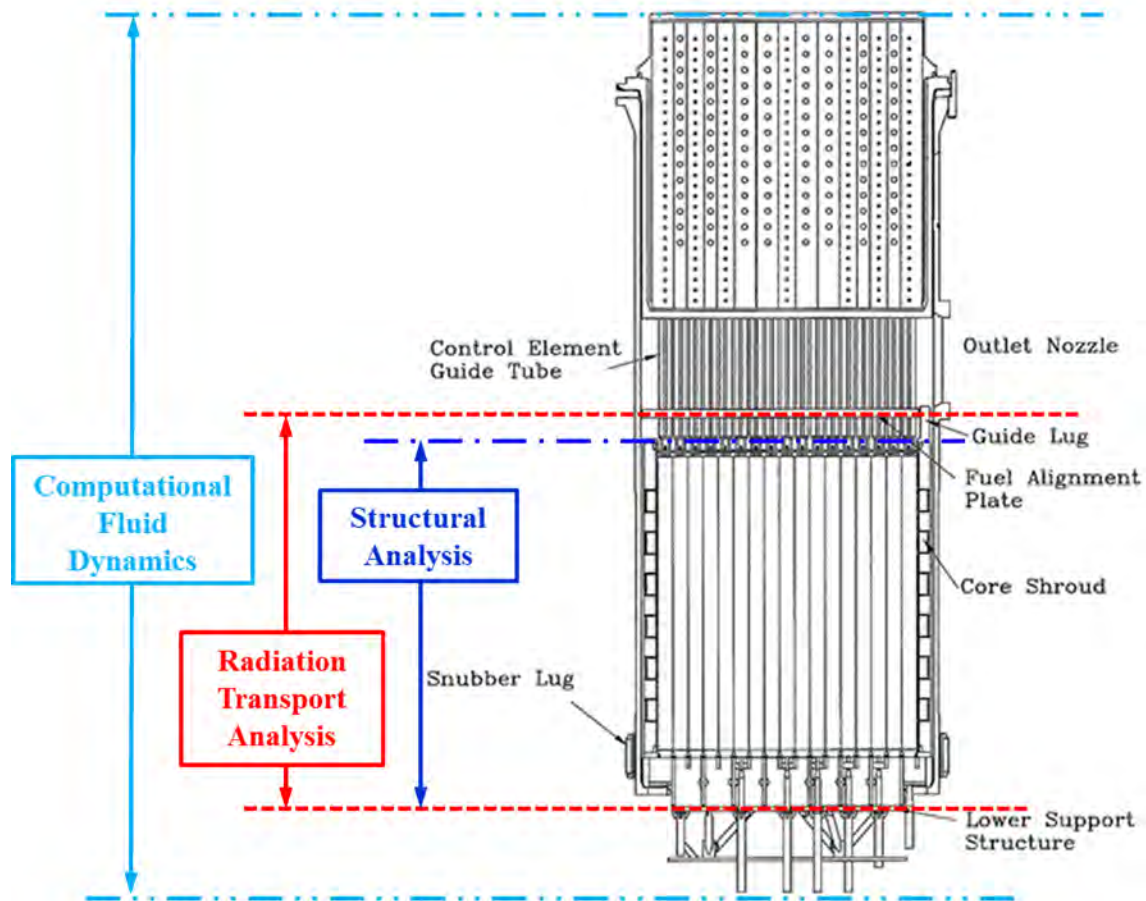 Control Element
Guide Tube
Outlet Nozzle
Guide Lug
Fuel Alignment
Plate
Computational
Fluid
Dynamics
Structural
Analysis
Core Shroud
Radiation
Transport
Analysis
Snubber Lug
Lower Support
Structure